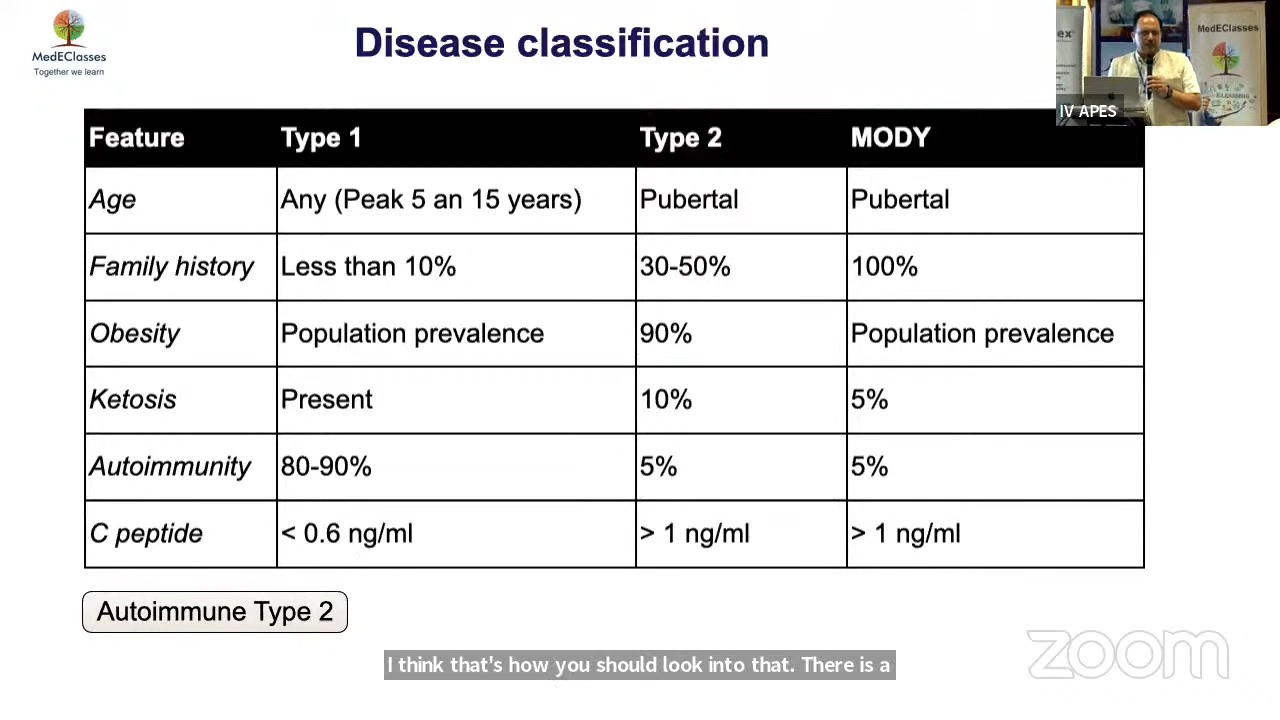 MedEClasses
Together we learn
Disease classification
ex
MedEClasses
IV APES
Feature Type 1 Type 2 MODY
Age Any (Peak 5 an 15 years) Pubertal Pubertal
Family history Less than 10% 30-50% 100%
Obesity Population prevalence 90% Population prevalence
Ketosis Present 10% 5%
Autoimmunity 80-90% 5% 5%
C peptide < 0.6 ng/ml > 1 ng/ml > 1 ng/ml
Autoimmune Type 2
I think that's how you should look into that. There is a
zoom